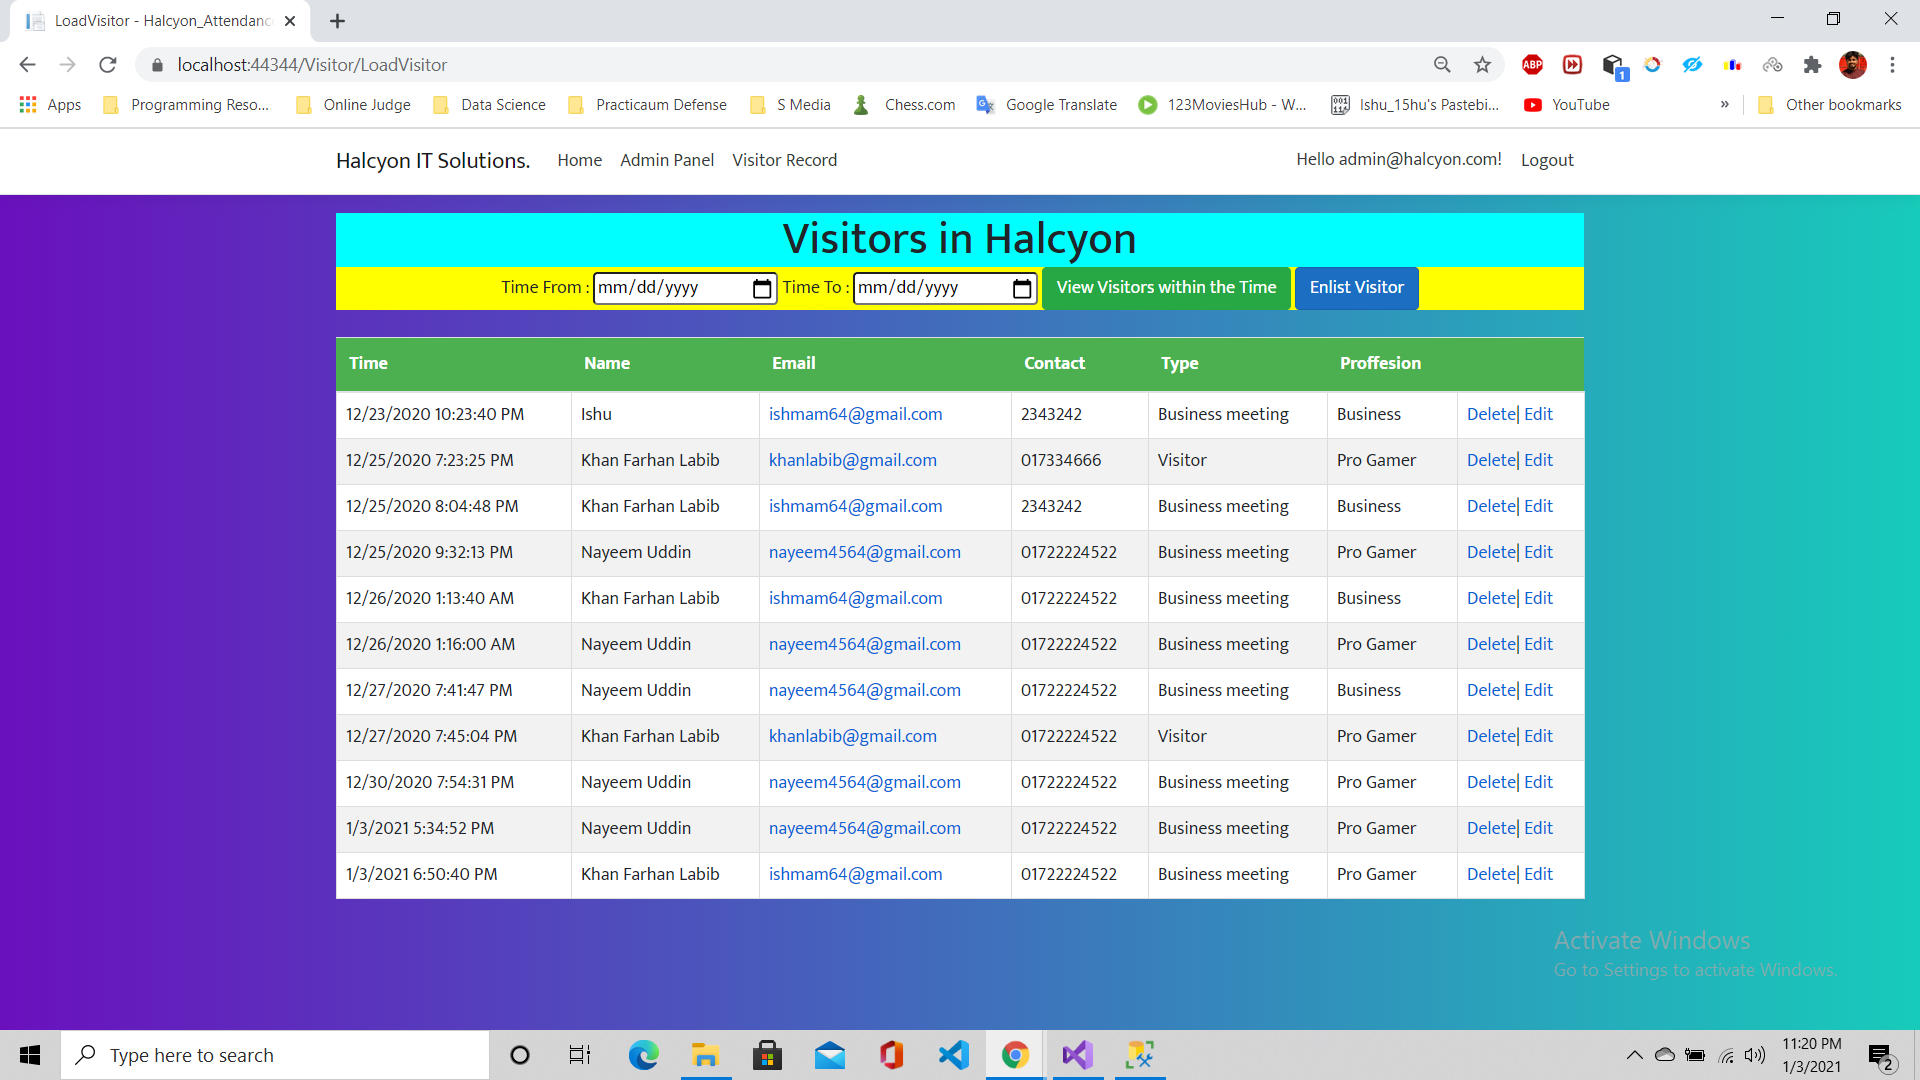 LoadVisitor - Halcyon_Attendanc
localhost:44344/Visitor/LoadVisitor
ABP
1
Apps Programming Reso... Online Judge Data Science Practicaum Defense S Media Chess.com Google Translate 123MoviesHub - W... Ishu_15hu's Pastebi... YouTube » Other bookmarks
Halcyon IT Solutions. Home Admin Panel Visitor Record Hello admin@halcyon.com! Logout
Visitors in Halcyon
Time From : mm/dd/yyyy Time To : mm/dd/yyyy View Visitors within the Time Enlist Visitor
Time Name Email Contact Type Proffesion
12/23/2020 10:23:40 PM Ishu ishmam64@gmail.com 2343242 Business meeting Business Delete| Edit
12/25/2020 7:23:25 PM Khan Farhan Labib khanlabib@gmail.com 017334666 Visitor Pro Gamer Delete| Edit
12/25/2020 8:04:48 PM Khan Farhan Labib ishmam64@gmail.com 2343242 Business meeting Business Delete| Edit
12/25/2020 9:32:13 PM Nayeem Uddin nayeem4564@gmail.com 01722224522 Business meeting Pro Gamer Delete| Edit
12/26/2020 1:13:40 AM Khan Farhan Labib ishmam64@gmail.com 01722224522 Business meeting Business Delete| Edit
12/26/2020 1:16:00 AM Nayeem Uddin nayeem4564@gmail.com 01722224522 Business meeting Pro Gamer Delete| Edit
12/27/2020 7:41:47 PM Nayeem Uddin nayeem4564@gmail.com 01722224522 Business meeting Business Delete| Edit
12/27/2020 7:45:04 PM Khan Farhan Labib khanlabib@gmail.com 01722224522 Visitor Pro Gamer Delete| Edit
12/30/2020 7:54:31 PM Nayeem Uddin nayeem4564@gmail.com 01722224522 Business meeting Pro Gamer Delete| Edit
1/3/2021 5:34:52 PM Nayeem Uddin nayeem4564@gmail.com 01722224522 Business meeting Pro Gamer Delete| Edit
1/3/2021 6:50:40 PM Khan Farhan Labib ishmam64@gmail.com 01722224522 Business meeting Pro Gamer Delete| Edit
Activate Windows
Go to Settings to activate Windows.
Type here to search
11:20 PM
1/3/2021
2